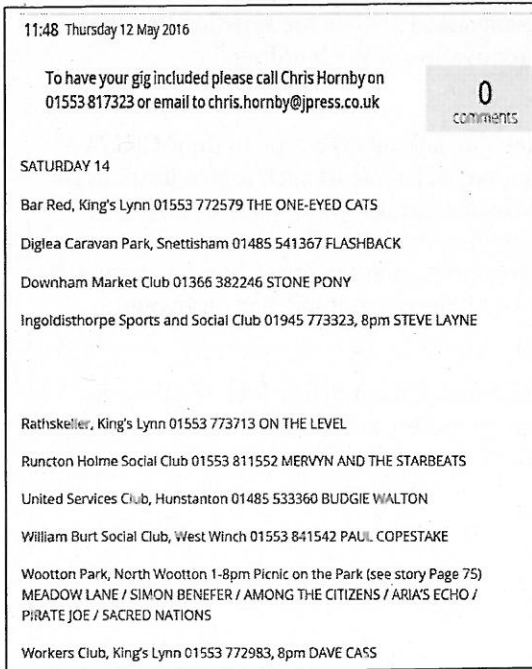 11:48 Thursday 12 May 2016
To have your gig included please call Chris Hornby on
01553 817323 or email to chris.hornby@jpress.co.uk
0
comments
SATURDAY 14
Bar Red, King's Lynn 01553 772579 THE ONE-EYED CATS
Diglea Caravan Park, Snettisham 01485 541367 FLASHBACK
Downham Market Club 01366 382246 STONE PONY
Ingoldisthorpe Sports and Social Club 01945 773323, 8pm STEVE LAYNE
Rathskeller, King's Lynn 01553 773713 ON THE LEVEL
Runcton Holme Social Club 01553 811552 MERVYN AND THE STARBEATS
United Services Club, Hunstanton 01485 533360 BUDGIE WALTON
William Burt Social Club, West Winch 01553 841542 PAUL COPESTAKE
Wootton Park, North Wootton 1-8pm Picnic on the Park (see story Page 75)
MEADOW LANE / SIMON BENEFER / AMONG THE CITIZENS / ARIA'S ECHO /
PIRATE JOE / SACRED NATIONS
Workers Club, King's Lynn 01553 772983, 8pm DAVE CASS